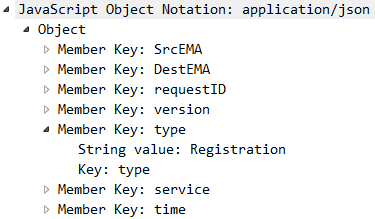 JavaScript Object Notation: application/json
Object
Member Key: SrcEMA
Member Key: DestEMA
Member Key: requestID
Member Key: version
Member Key: type
String value: Registration
Key: type
Member Key: service
Member Key: time